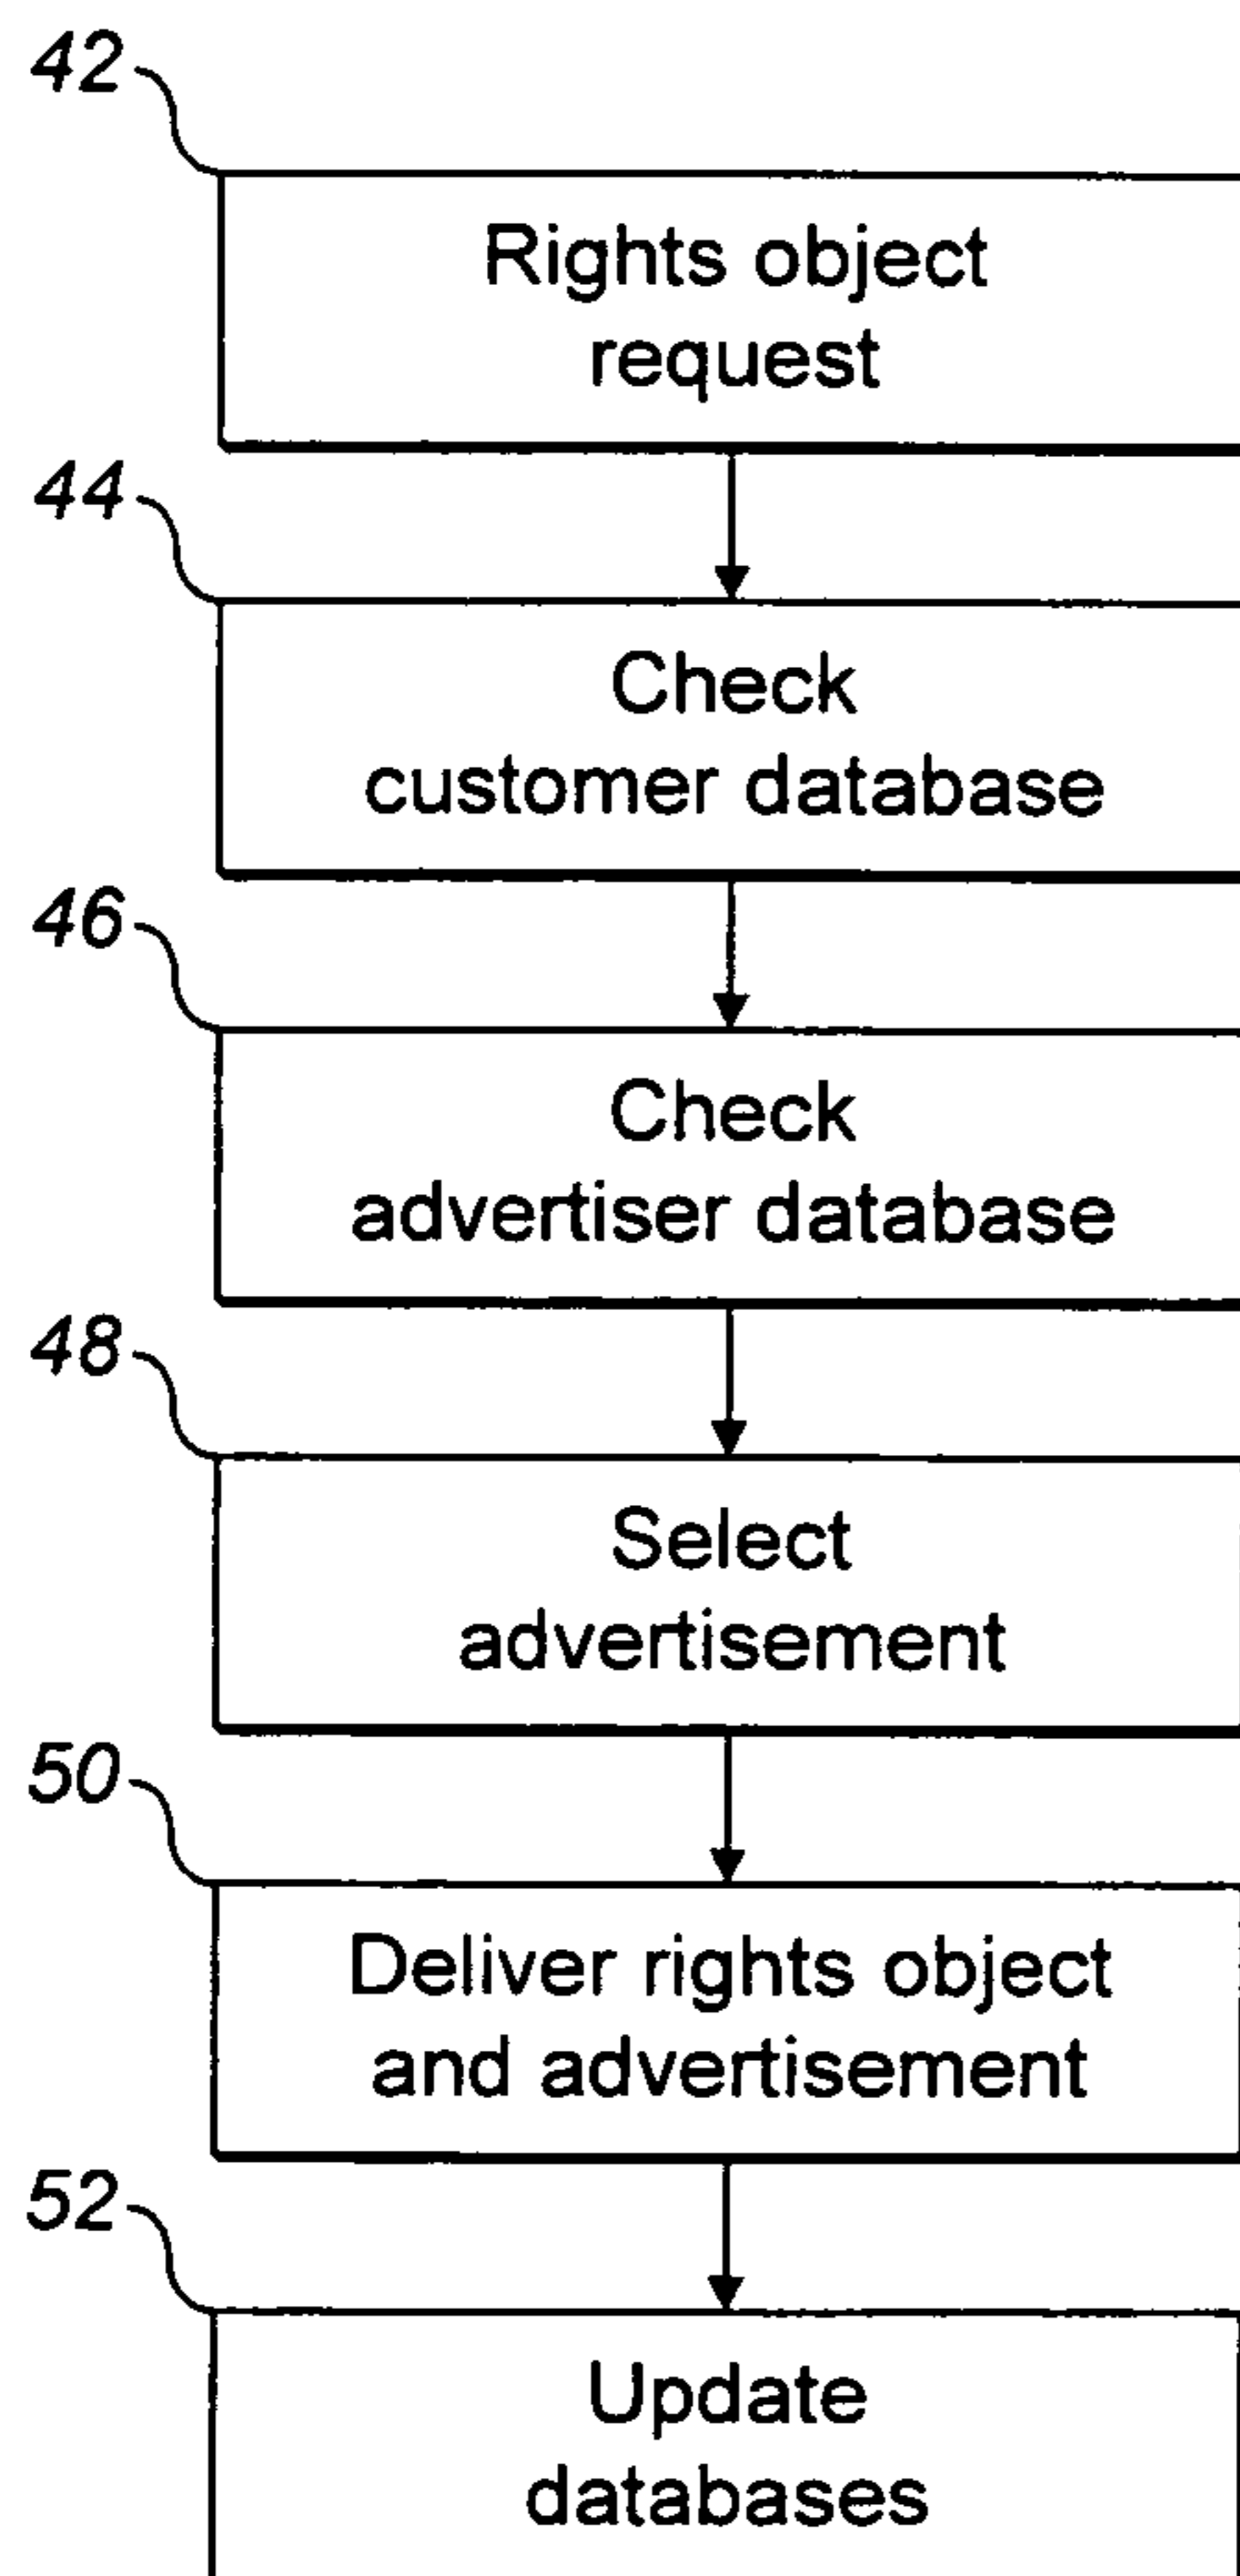 42
Rights object
request
44
Check
customer database
46
Check
advertiser database
48
Select
advertisement
50
Deliver rights object
and advertisement
52
Update
databases